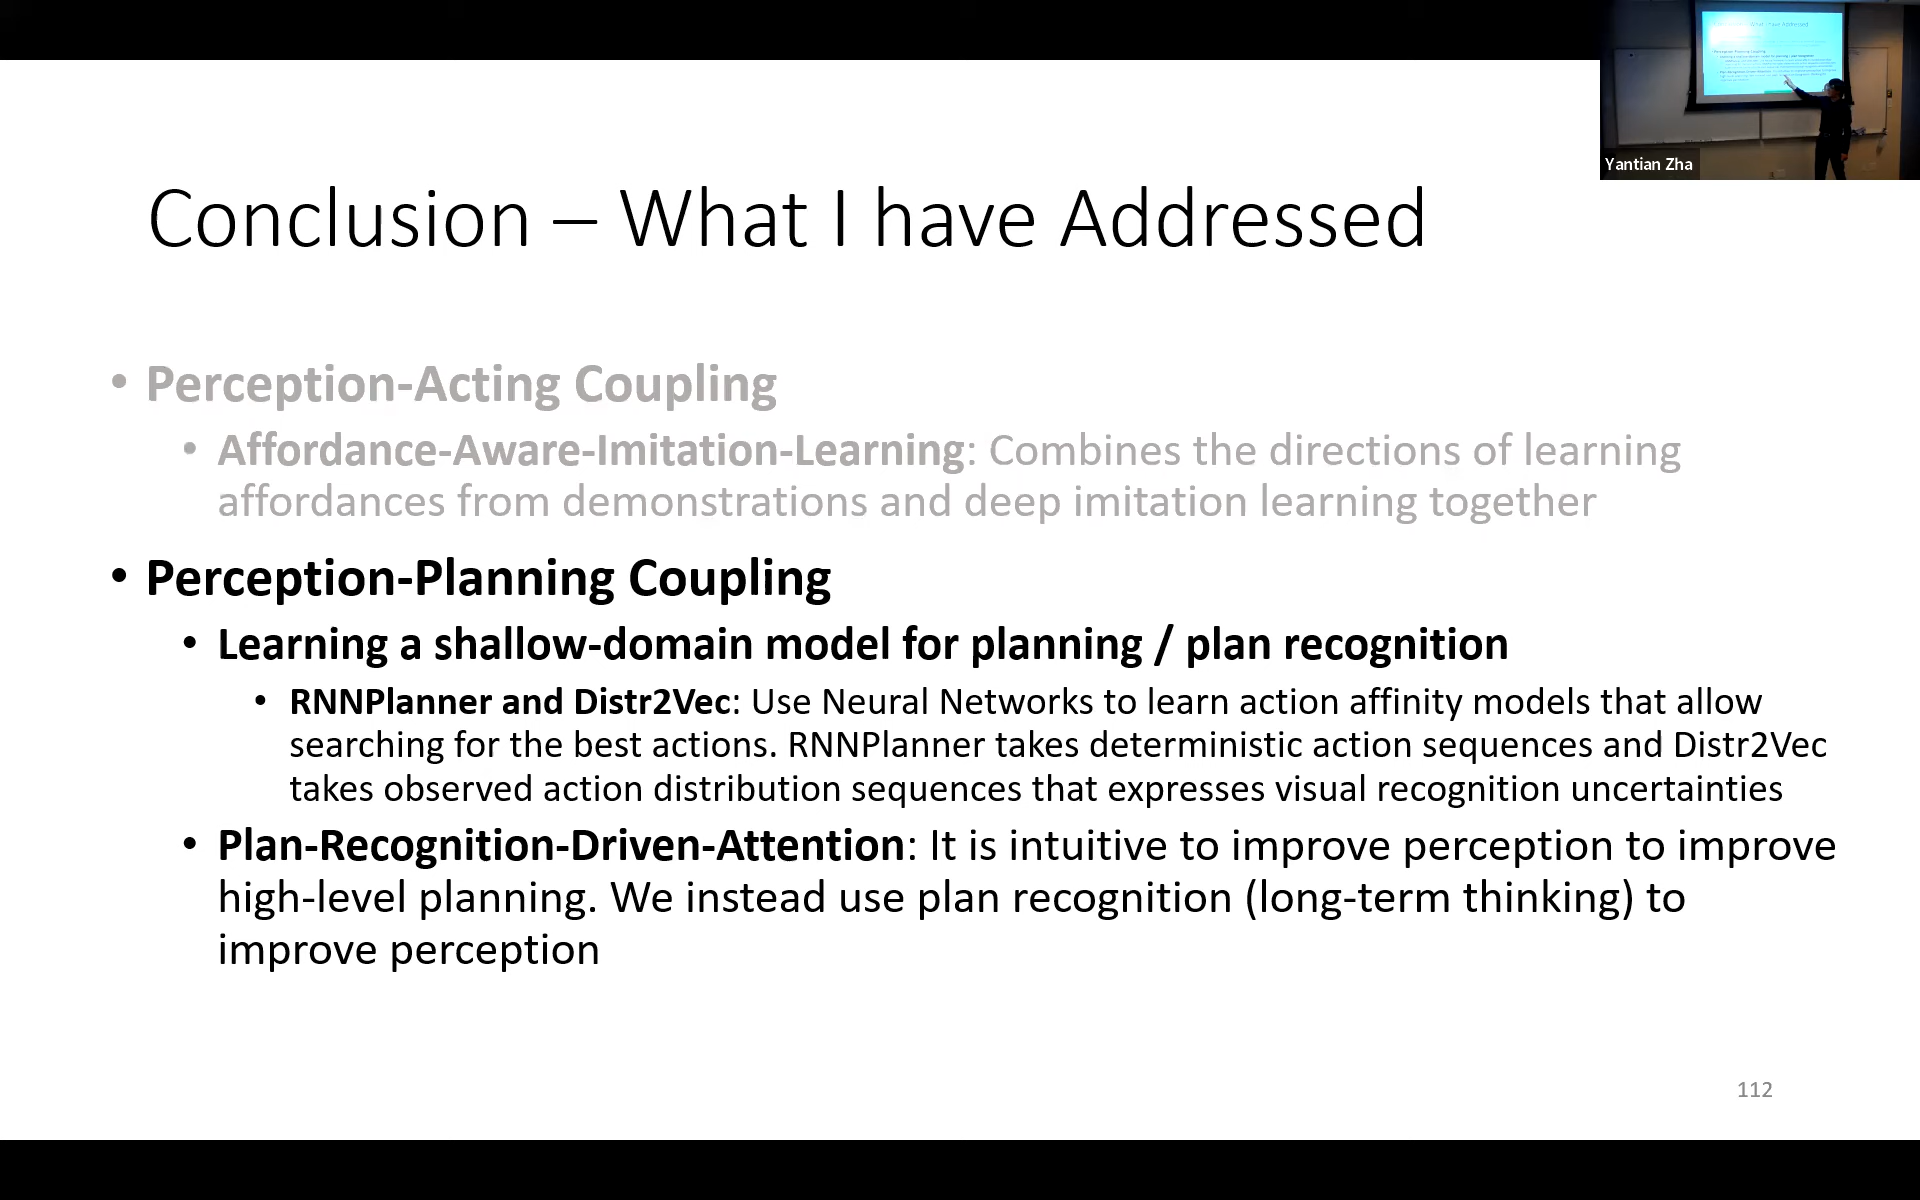 Yantian Zha
Conclusion – What I have Addressed
• Perception-Acting Coupling
• Affordance-Aware-Imitation-Learning: Combines the directions of learning
affordances from demonstrations and deep imitation learning together
• Perception-Planning Coupling
• Learning a shallow-domain model for planning / plan recognition
• RNNPlanner and Distr2Vec: Use Neural Networks to learn action affinity models that allow
searching for the best actions. RNNPlanner takes deterministic action sequences and Distr2Vec
takes observed action distribution sequences that expresses visual recognition uncertainties
• Plan-Recognition-Driven-Attention: It is intuitive to improve perception to improve
high-level planning. We instead use plan recognition (long-term thinking) to
improve perception
112